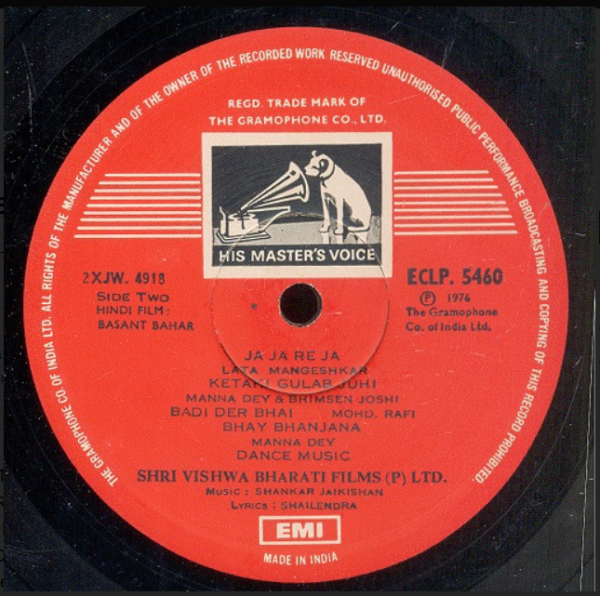 THE GRAMOPHONE CO. OF INDIA LTD. ALL RIGHTS OF THE MANUFACTURER AND OF THE OWNER OF THE RECORDED WORK RESERVED UNAUTHORISED PUBLIC PERFORMANCE BROADCASTING AND COPYING OF THIS RECORD PROHIBITED.
REGD. TRADE MARK OF
THE GRAMOPHONE CO., LTD.
HIS MASTER'S VOICE
2XJW. 4918
SIDE TWO
HINDI FILM:
BASANT BAHAR
ECLP. 5460
Ⓟ 1976
The Gramophone
Co. of India Ltd.
JA JA RE JA
LATA MANGESHKAR
KETAKI GULAB JUHI
MANNA DEY & BHIMSEN JOSHI
BADI DER BHAI MOHD. RAFI
BHAY BHANJANA
MANNA DEY
DANCE MUSIC
SHRI VISHWA BHARATI FILMS (P) LTD.
MUSIC : SHANKAR JAIKISHAN
LYRICS : SHAILENDRA
EMI
MADE IN INDIA